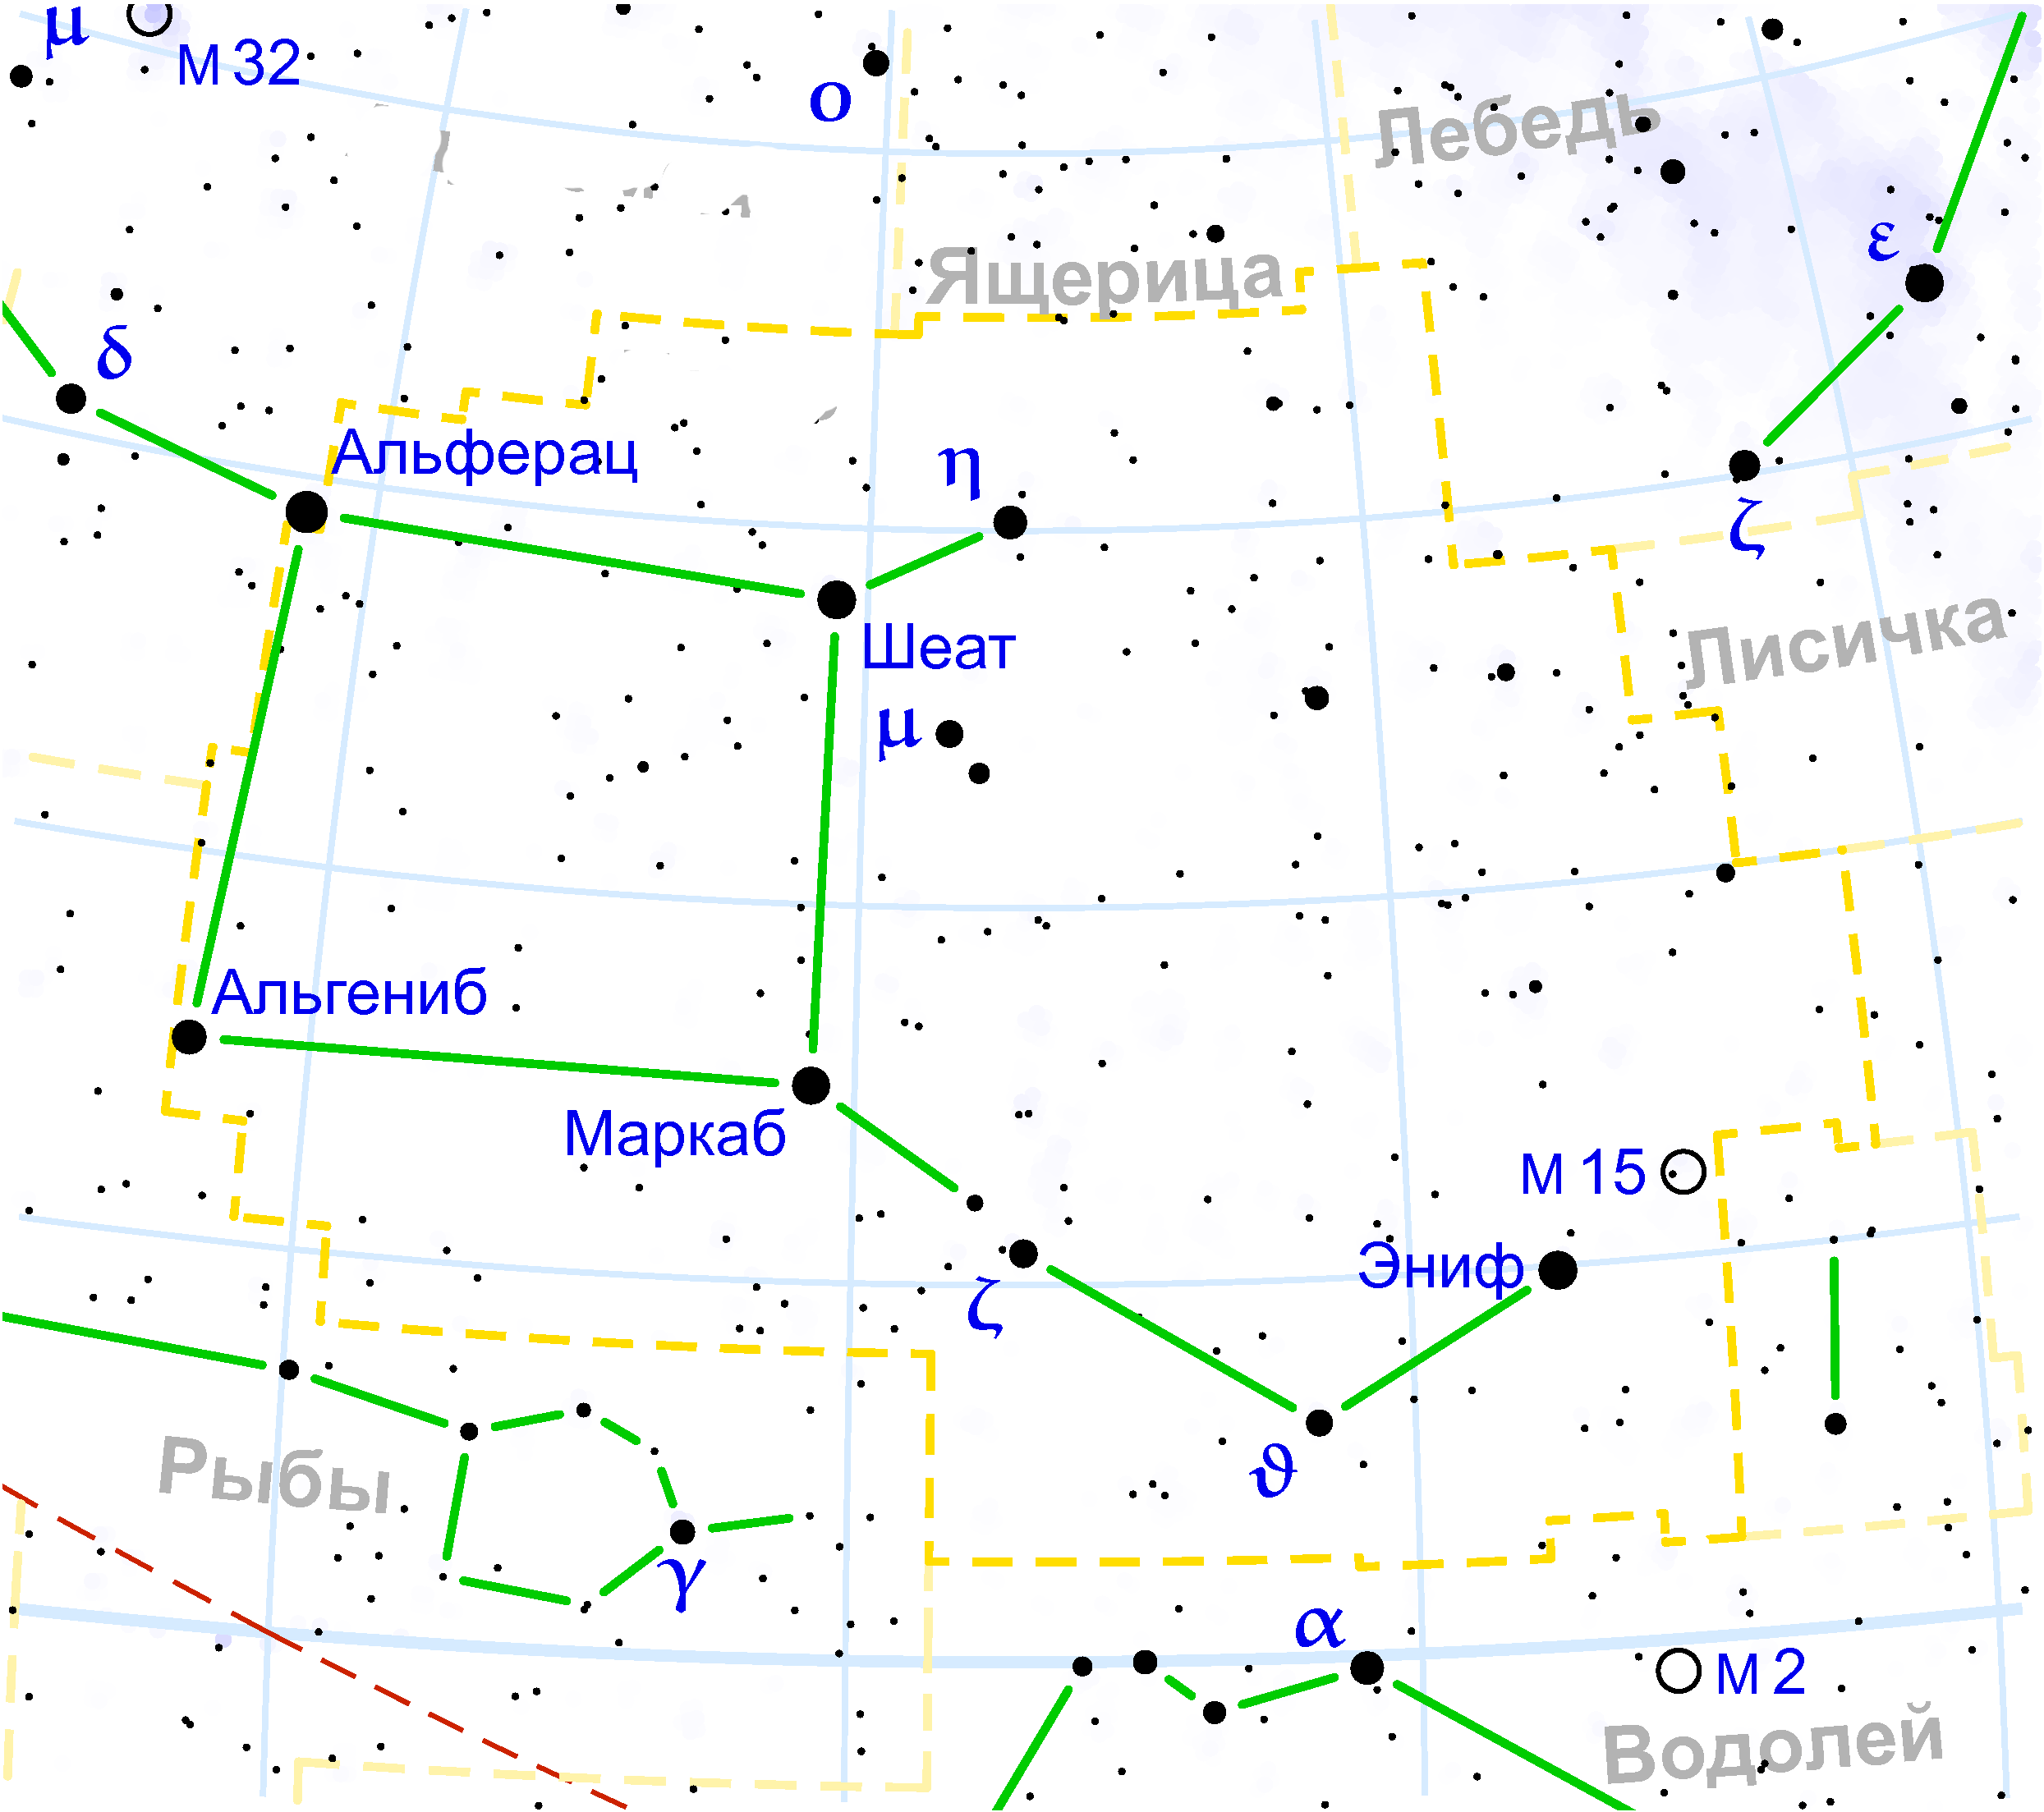 μ
M 32
ο
Лебедь
ε
Ящерица
δ
Альферац
η
ζ
Шеат
Лисичка
μ
Альгениб
Маркаб
M 15
Эниф
ζ
Рыбы
ϑ
γ
α
M 2
Водолей